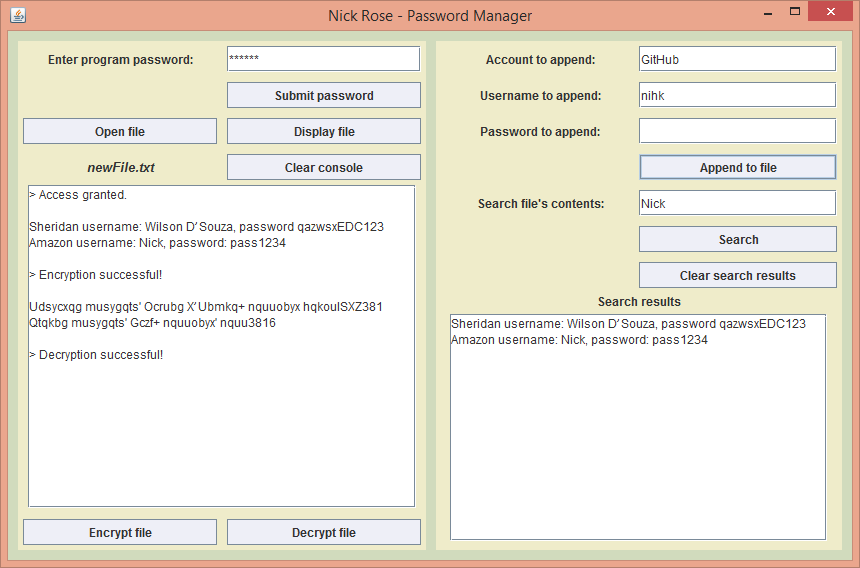 Nick Rose - Password Manager
Enter program password:
******
Submit password
Open file
Display file
newFile.txt
Clear console
> Access granted.
Sheridan username: Wilson D'Souza, password qazwsxEDC123
Amazon username: Nick, password: pass1234
> Encryption successful!
Udsycxqg musygqts' Ocrubg X'Ubmkq+ nquuobyx hqkoulSXZ381
Qtqkbg musygqts' Gczf+ nquuobyx' nquu3816
> Decryption successful!
Encrypt file
Decrypt file
Account to append:
GitHub
Username to append:
nihk
Password to append:
Append to file
Search file's contents:
Nick
Search
Clear search results
Search results
Sheridan username: Wilson D'Souza, password qazwsxEDC123
Amazon username: Nick, password: pass1234